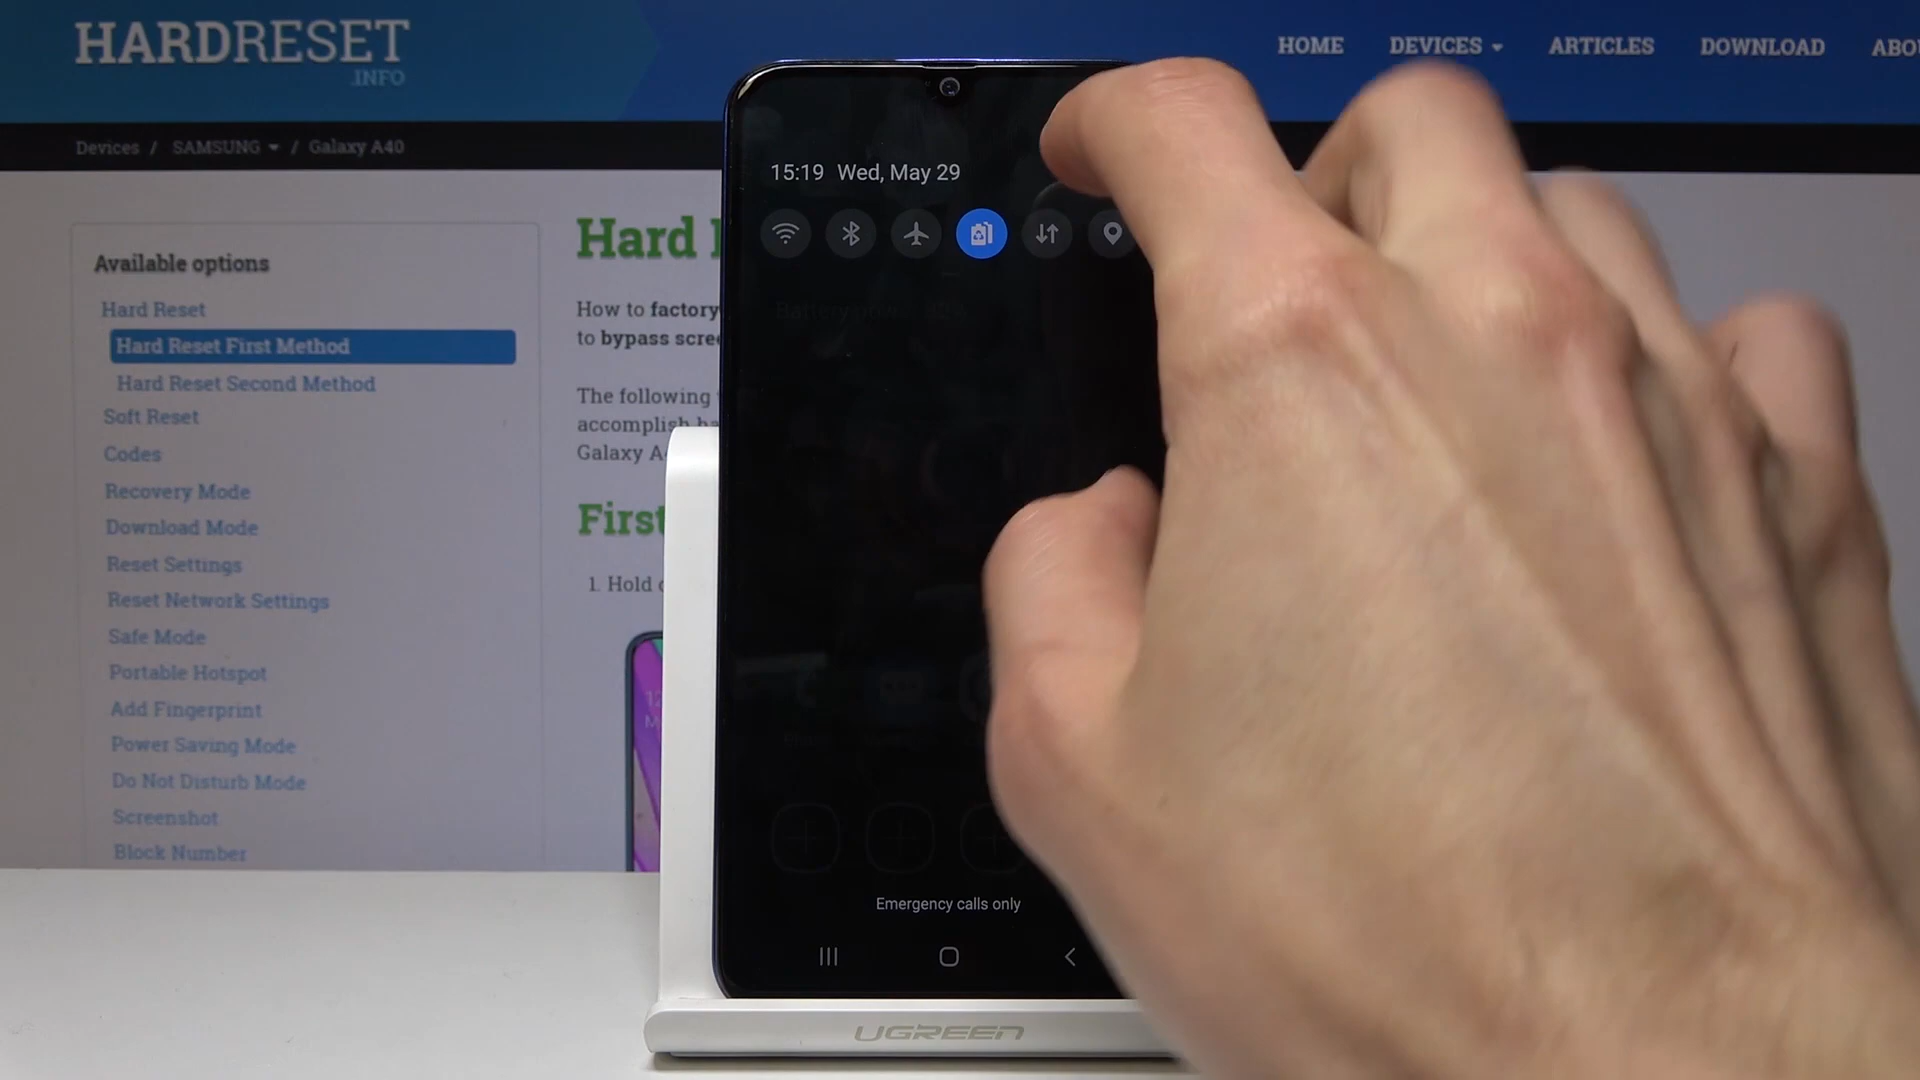 HARDRESET
.INFO
HOME DEVICES ARTICLES DOWNLOAD
Devices / SAMSUNG / Galaxy A40
Available options
Hard Reset
Hard Reset First Method
Hard Reset Second Method
Soft Reset
Codes
Recovery Mode
Download Mode
Reset Settings
Reset Network Settings
Safe Mode
Portable Hotspot
Add Fingerprint
Power Saving Mode
Do Not Disturb Mode
Screenshot
Block Number
Hard
How to factory
to bypass
The following
accomplish
Galaxy
First
1. Hold
15:19 Wed, May 29
Emergency calls only
UGREEN